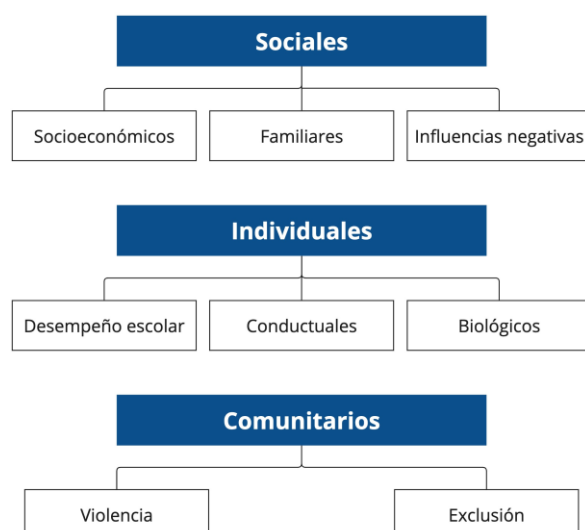 Sociales
Socioeconómicos
Familiares
Influencias negativas
Individuales
Desempeño escolar
Conductuales
Biológicos
Comunitarios
Violencia
Exclusión